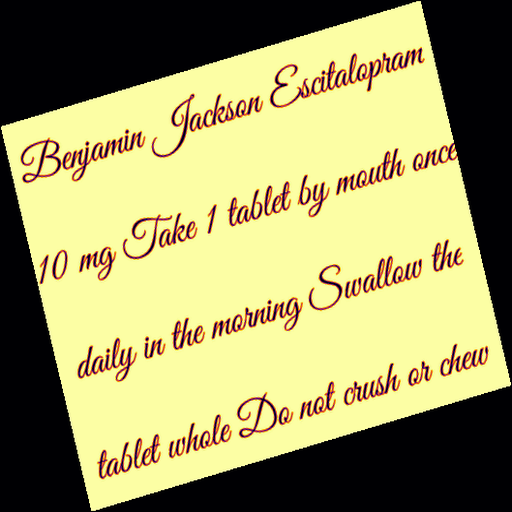 Benjamin Jackson Escitalopram
10 mg Take 1 tablet by mouth once
daily in the morning Swallow the
tablet whole Do not crush or chew